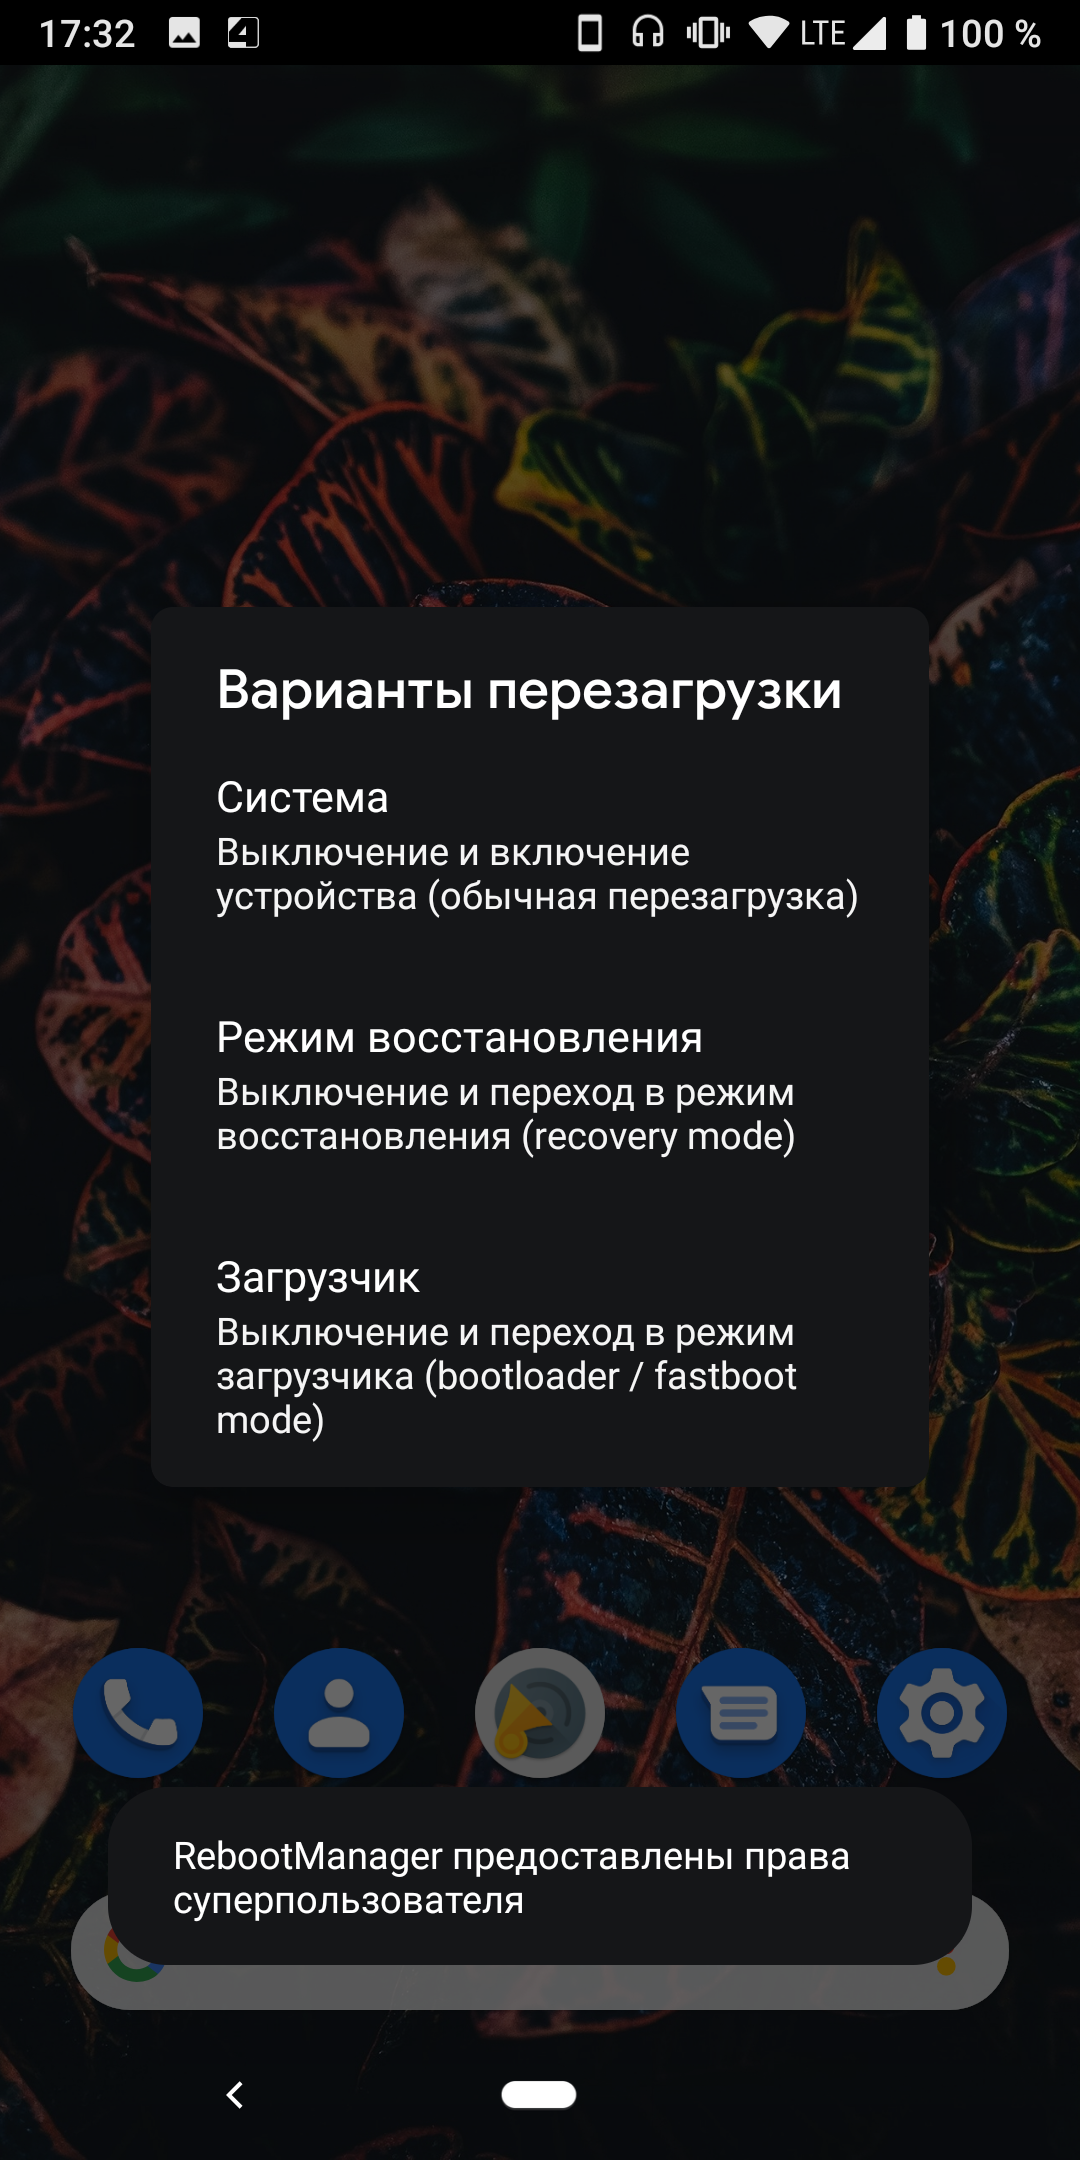 17:32
LTE
100 %
Варианты перезагрузки
Система
Выключение и включение
устройства (обычная перезагрузка)
Режим восстановления
Выключение и переход в режим
восстановления (recovery mode)
Загрузчик
Выключение и переход в режим
загрузчика (bootloader / fastboot
mode)
RebootManager предоставлены права
суперпользователя